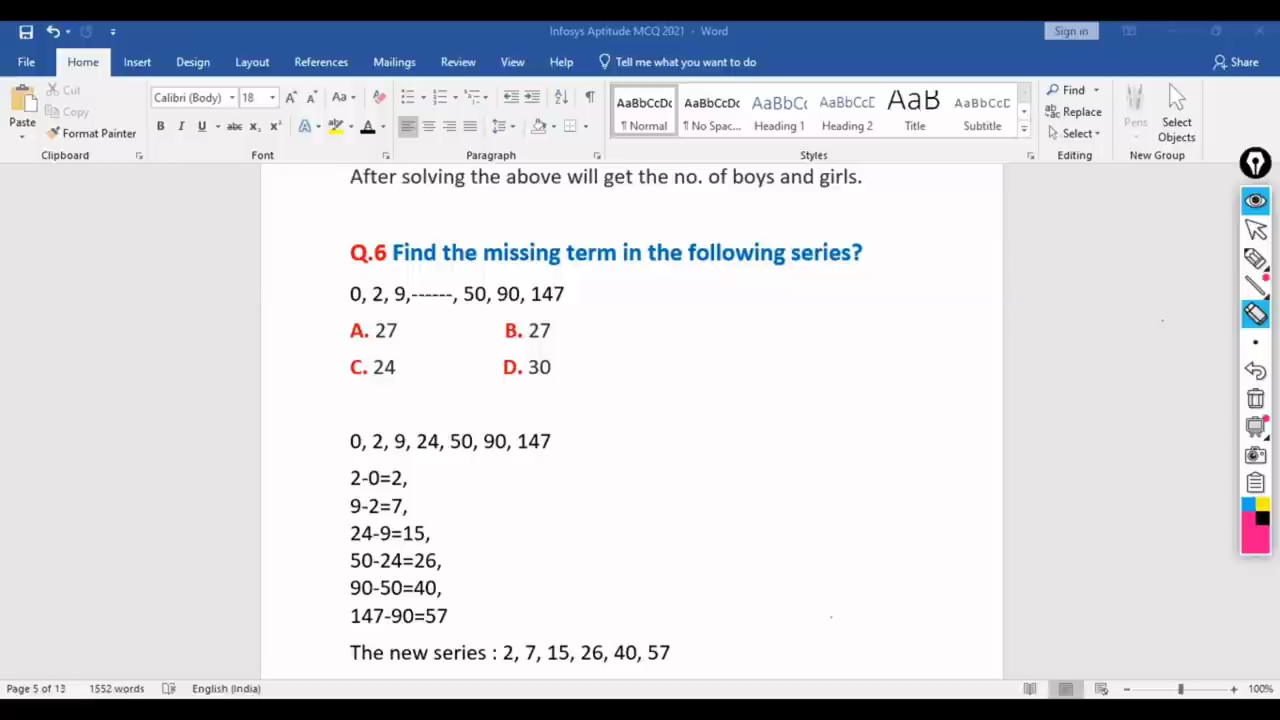 Infosys Aptitude MCQ 2021 - Word
Sign in
File Home Insert Design Layout References Mailings Review View Help Tell me what you want to do Share
Paste
Cut
Copy
Format Painter
Clipboard
Calibri (Body) 18
Font
Paragraph
AaBbCcDc AaBbCcDc AaBbCc AaBbCcD AaB AaBbCcD
¶ Normal ¶ No Spac... Heading 1 Heading 2 Title Subtitle
Styles
Find
Replace
Select
Editing
Pens
Select Objects
New Group
After solving the above will get the no. of boys and girls.
Q.6 Find the missing term in the following series?
0, 2, 9,------, 50, 90, 147
A. 27 B. 27
C. 24 D. 30
0, 2, 9, 24, 50, 90, 147
2-0=2,
9-2=7,
24-9=15,
50-24=26,
90-50=40,
147-90=57
The new series : 2, 7, 15, 26, 40, 57
Page 5 of 13 1552 words English (India) 100%